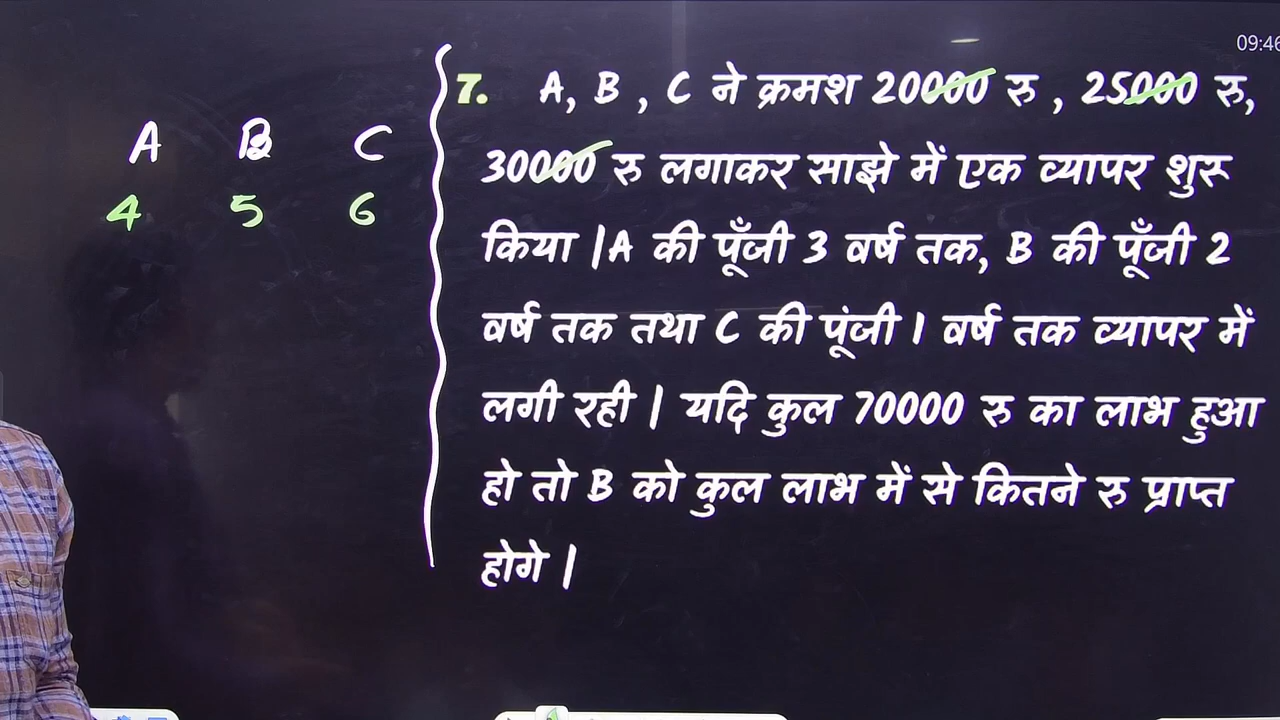 09:46
A B C
4 5 6
7. A, B , C ने क्रमश 20000 रु , 25000 रु,
30000 रु लगाकर साझे में एक व्यापर शुरू
किया |A की पूँजी 3 वर्ष तक, B की पूँजी 2
वर्ष तक तथा C की पूंजी 1 वर्ष तक व्यापर में
लगी रही | यदि कुल 70000 रु का लाभ हुआ
हो तो B को कुल लाभ में से कितने रु प्राप्त
होगे |